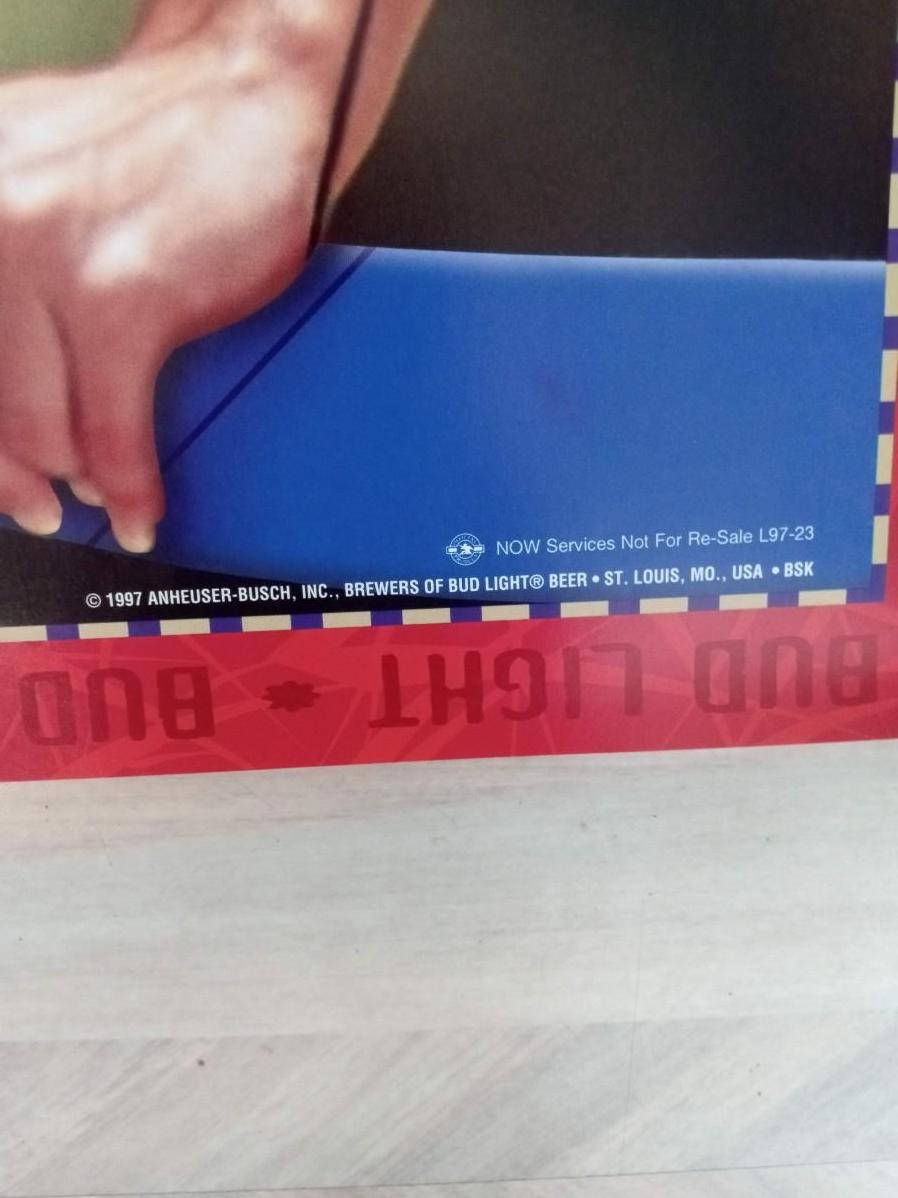 NOW Services Not For Re-Sale L97-23
© 1997 ANHEUSER-BUSCH, INC., BREWERS OF BUD LIGHT® BEER • ST. LOUIS, MO., USA • BSK
BUD LIGHT BUD